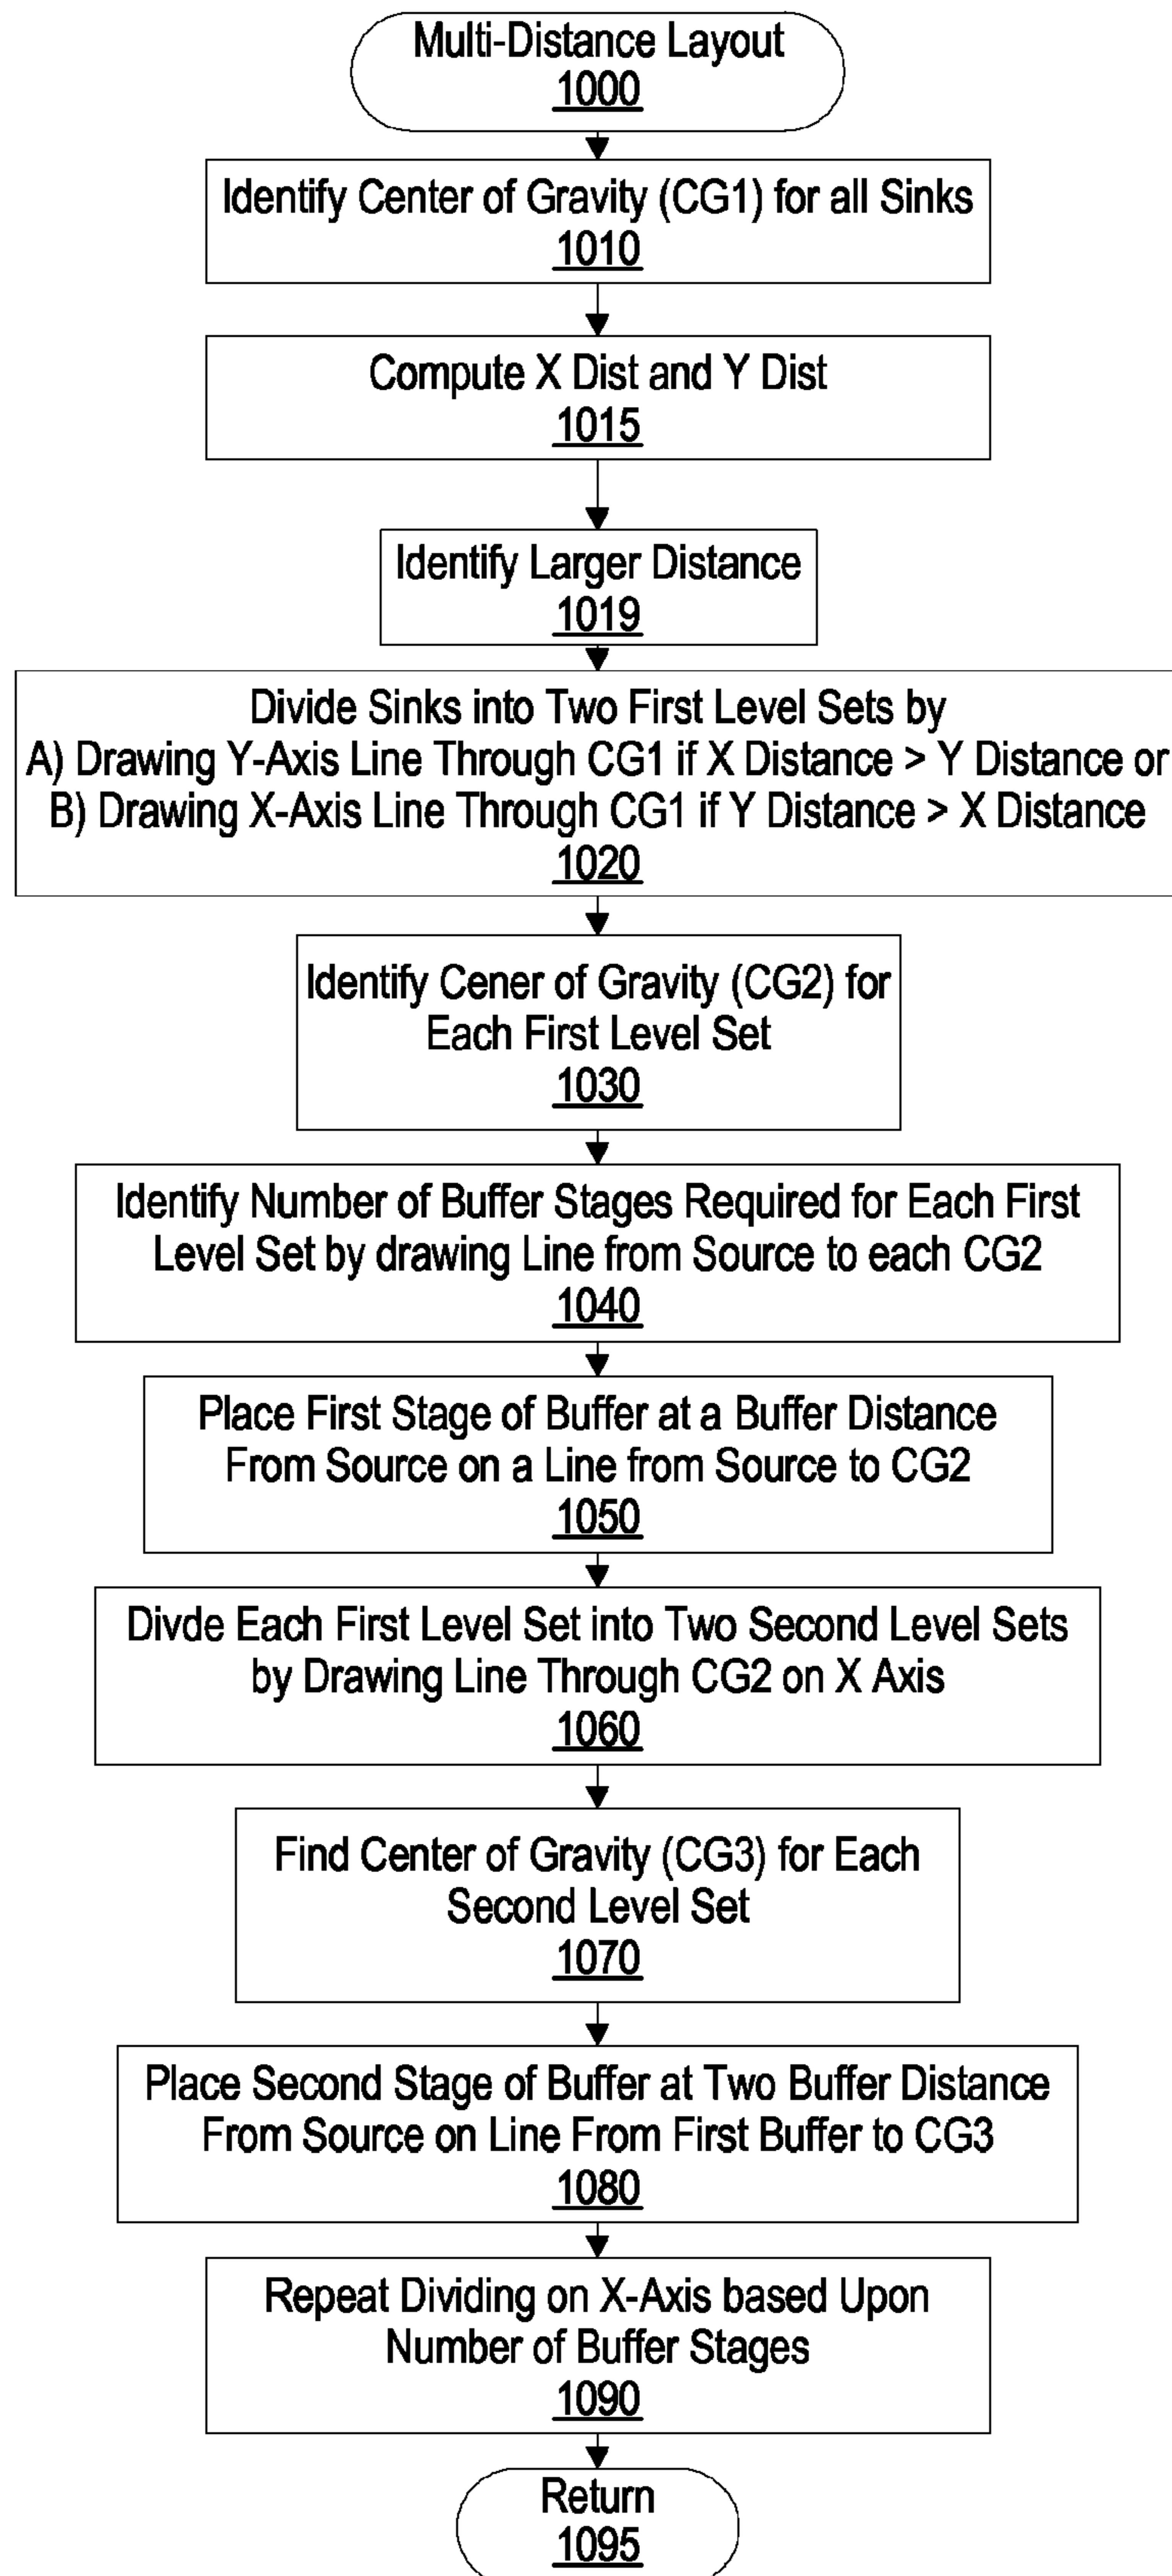 Multi-Distance Layout
1000
Identify Center of Gravity (CG1) for all Sinks
1010
Compute X Dist and Y Dist
1015
Identify Larger Distance
1019
Divide Sinks into Two First Level Sets by
A) Drawing Y-Axis Line Through CG1 if X Distance > Y Distance or
B) Drawing X-Axis Line Through CG1 if Y Distance > X Distance
1020
Identify Cener of Gravity (CG2) for
Each First Level Set
1030
Identify Number of Buffer Stages Required for Each First
Level Set by drawing Line from Source to each CG2
1040
Place First Stage of Buffer at a Buffer Distance
From Source on a Line from Source to CG2
1050
Divde Each First Level Set into Two Second Level Sets
by Drawing Line Through CG2 on X Axis
1060
Find Center of Gravity (CG3) for Each
Second Level Set
1070
Place Second Stage of Buffer at Two Buffer Distance
From Source on Line From First Buffer to CG3
1080
Repeat Dividing on X-Axis based Upon
Number of Buffer Stages
1090
Return
1095